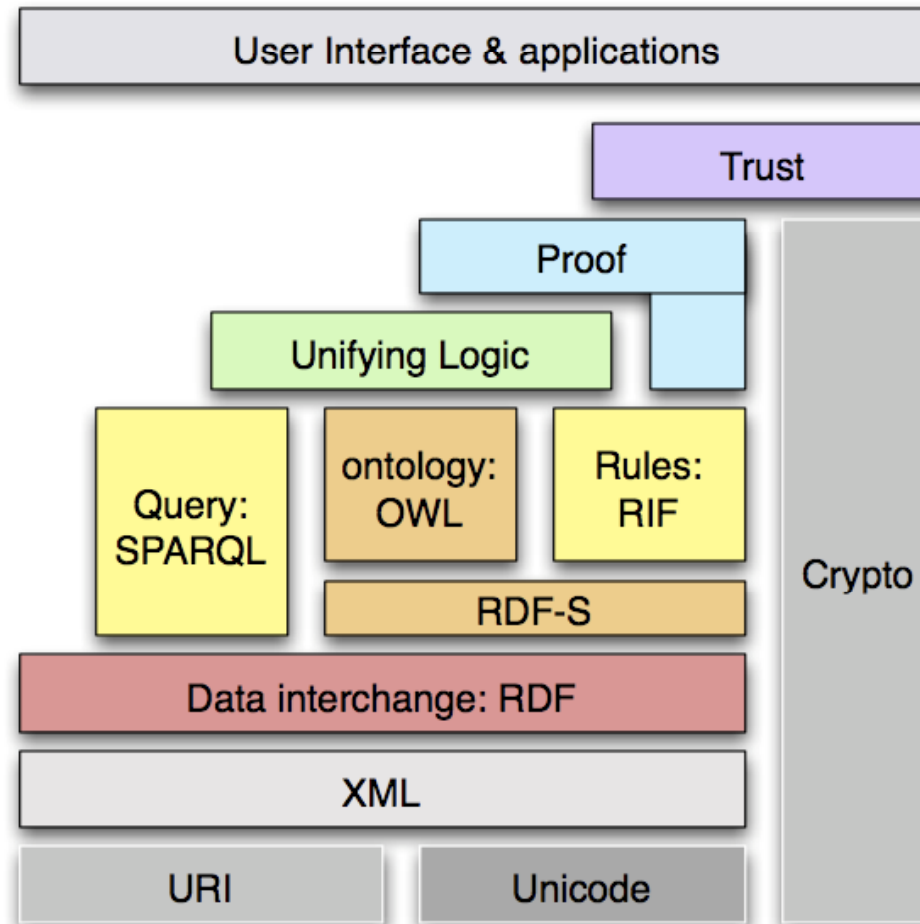 User Interface & applications
Trust
Proof
Unifying Logic
Query:
SPARQL
ontology:
OWL
Rules:
RIF
Crypto
RDF-S
Data interchange: RDF
XML
URI
Unicode